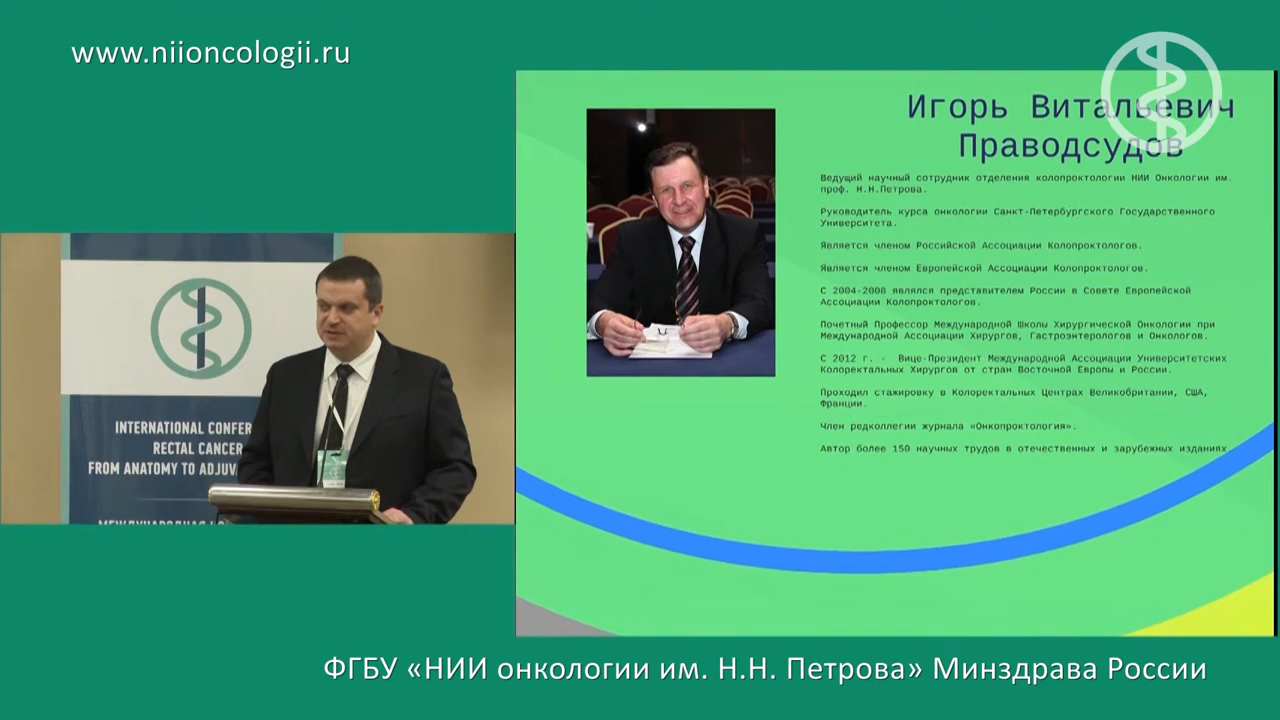 www.niioncologii.ru
Игорь Витальевич
Праводсудов
Ведущий научный сотрудник отделения колопроктологии НИИ Онкологии им.
проф. Н.Н.Петрова.
Руководитель курса онкологии Санкт-Петербургского Государственного
Университета.
Является членом Российской Ассоциации Колопроктологов.
Является членом Европейской Ассоциации Колопроктологов.
С 2004-2008 являлся представителем России в Совете Европейской
Ассоциации Колопроктологов.
Почетный Профессор Международной Школы Хирургической Онкологии при
Международной Ассоциации Хирургов, Гастроэнтерологов и Онкологов.
С 2012 г. - Вице-Президент Международной Ассоциации Университетских
Колоректальных Хирургов от стран Восточной Европы и России.
Проходил стажировку в Колоректальных Центрах Великобритании, США,
Франции.
Член редколлегии журнала «Онкопроктология».
Автор более 150 научных трудов в отечественных и зарубежных изданиях
INTERNATIONAL CONFER
RECTAL CANCER
FROM ANATOMY TO ADJUV
ФГБУ «НИИ онкологии им. Н.Н. Петрова» Минздрава России